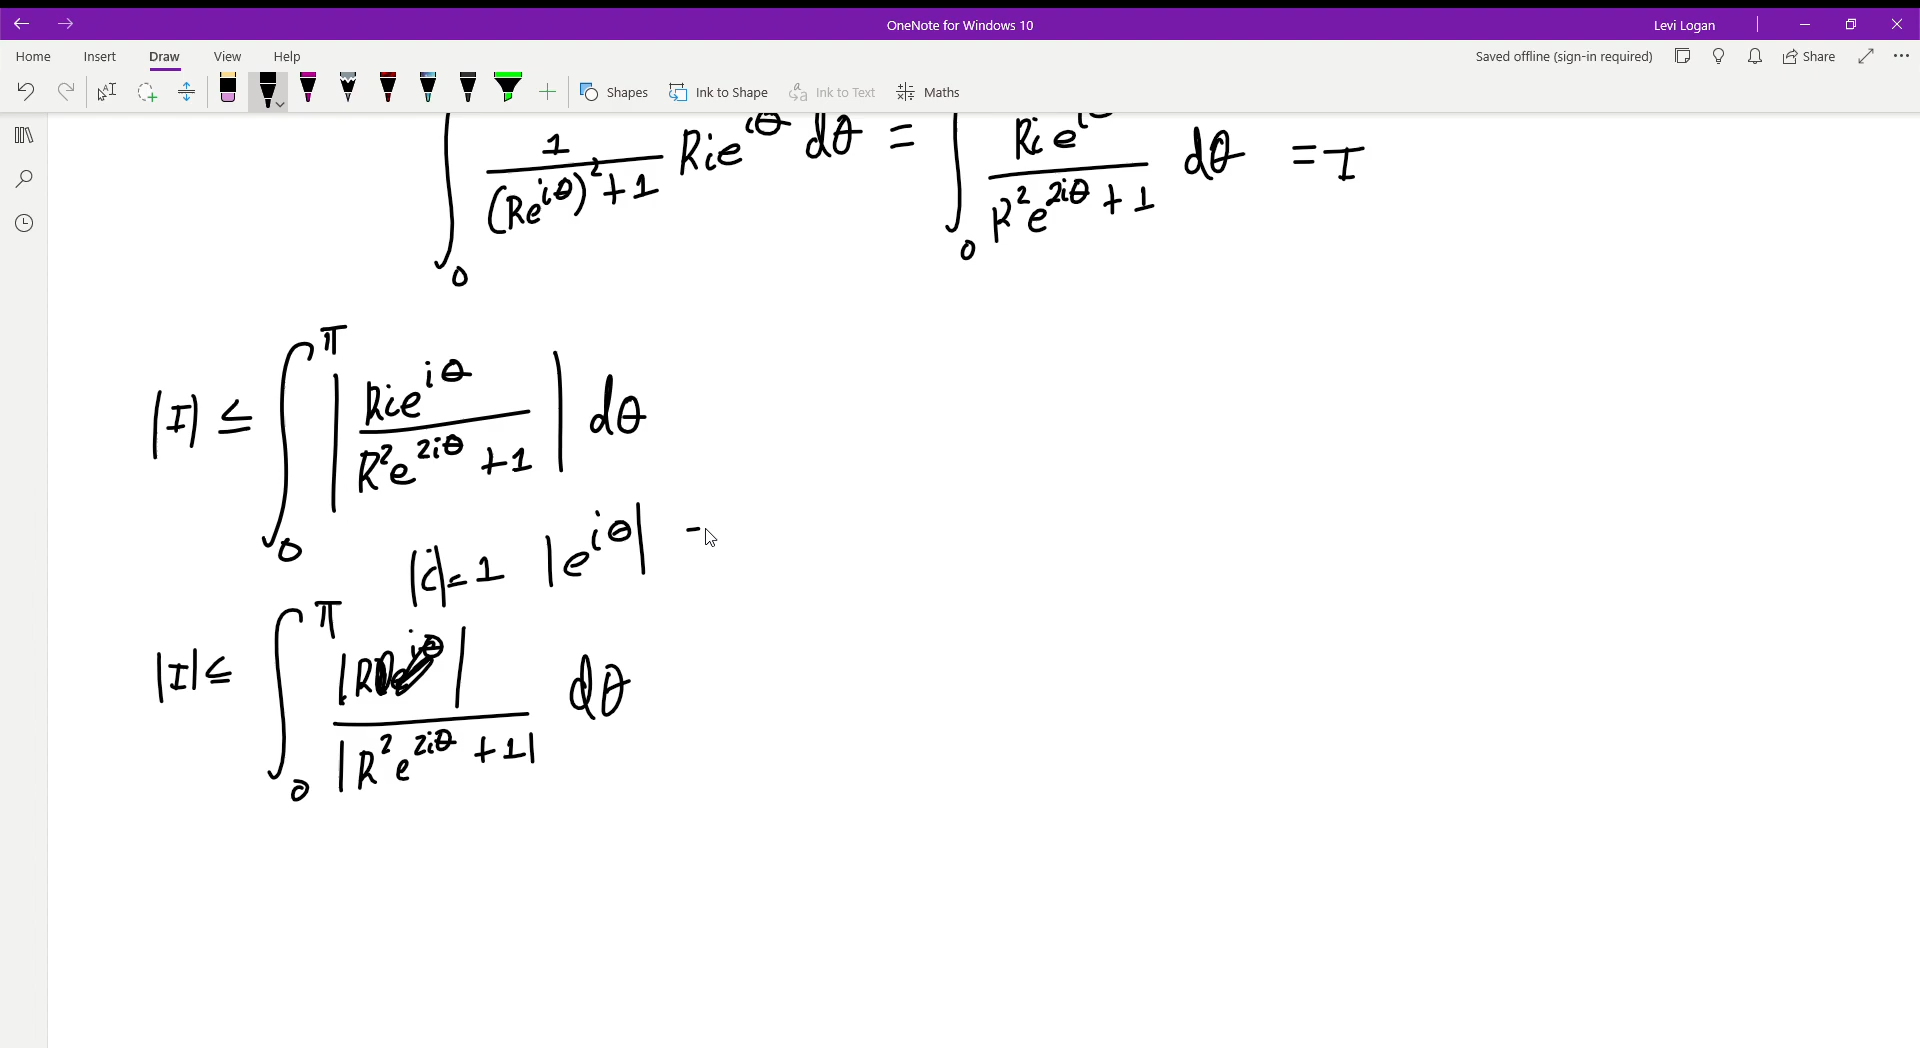 OneNote for Windows 10
Levi Logan
Home Insert Draw View Help
Saved offline (sign-in required) Share
Shapes Ink to Shape Ink to Text Maths
∫₀ 1/((Re^{iθ})²+1) Rie^{iθ} dθ = ∫₀ Rie^{iθ}/(R²e^{2iθ}+1) dθ = I
|I| ≤ ∫₀^π |Rie^{iθ}/(R²e^{2iθ}+1)| dθ
|i|=1 |e^{iθ}| -
|I| ≤ ∫₀^π |R e^{iθ}|/|R²e^{2iθ}+1| dθ